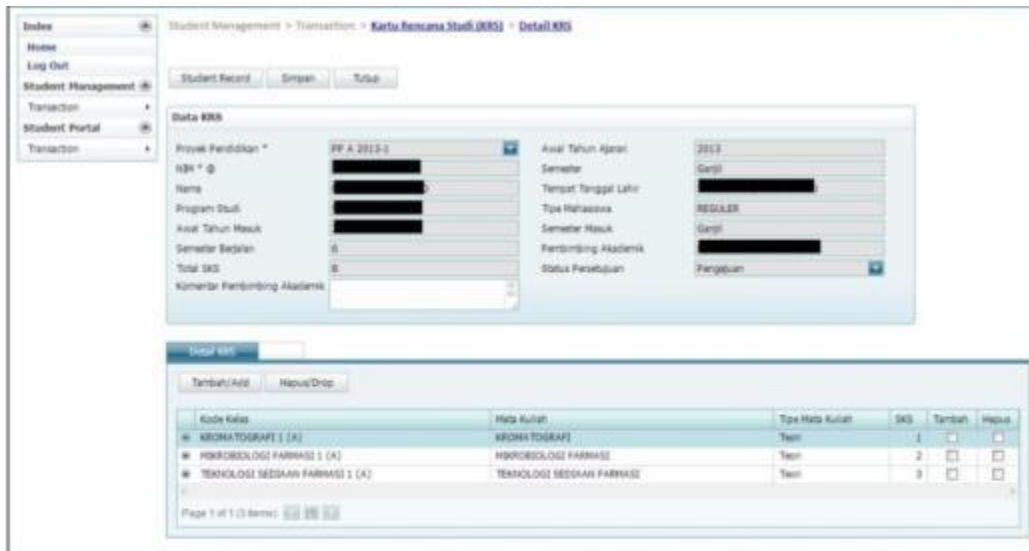 Index
Student Management > Transaction > Kartu Rencana Studi (KRS) > Detail KRS
Home
Log Out
Student Management
Transaction
Student Portal
Transaction
Student Record Simpan Tutup
Data KRS
Proyek Pendidikan * PF A 2013-1 Awal Tahun Ajaran 2013
NIM * @ Semester Ganjil
Nama Tempat Tanggal Lahir
Program Studi Tipe Mahasiswa REGULER
Awal Tahun Masuk Semester Masuk Ganjil
Semester Berjalan Pembimbing Akademik
Total SKS Status Persetujuan Pengajuan
Komentar Pembimbing Akademik
Detail KRS
Tambah/Add Hapus/Drop
Kode Kelas Mata Kuliah Tipe Mata Kuliah SKS Tambah Hapus
KROMATOGRAFI 1 (A) KROMATOGRAFI Teori 1
MIKROBIOLOGI FARMASI 1 (A) MIKROBIOLOGI FARMASI Teori 2
TEKNOLOGI SEDIAAN FARMASI 1 (A) TEKNOLOGI SEDIAAN FARMASI Teori 3
Page 1 of 1 (3 items)